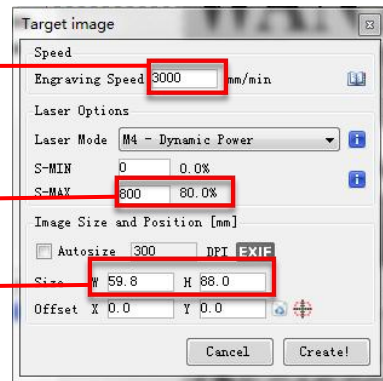 Target image
Speed
Engraving Speed 3000 mm/min
Laser Options
Laser Mode M4 - Dynamic Power
S-MIN 0 0.0%
S-MAX 800 80.0%
Image Size and Position [mm]
Autosize 300 DPI EXIF
Size W 59.8 H 88.0
Offset X 0.0 Y 0.0
Cancel Create!